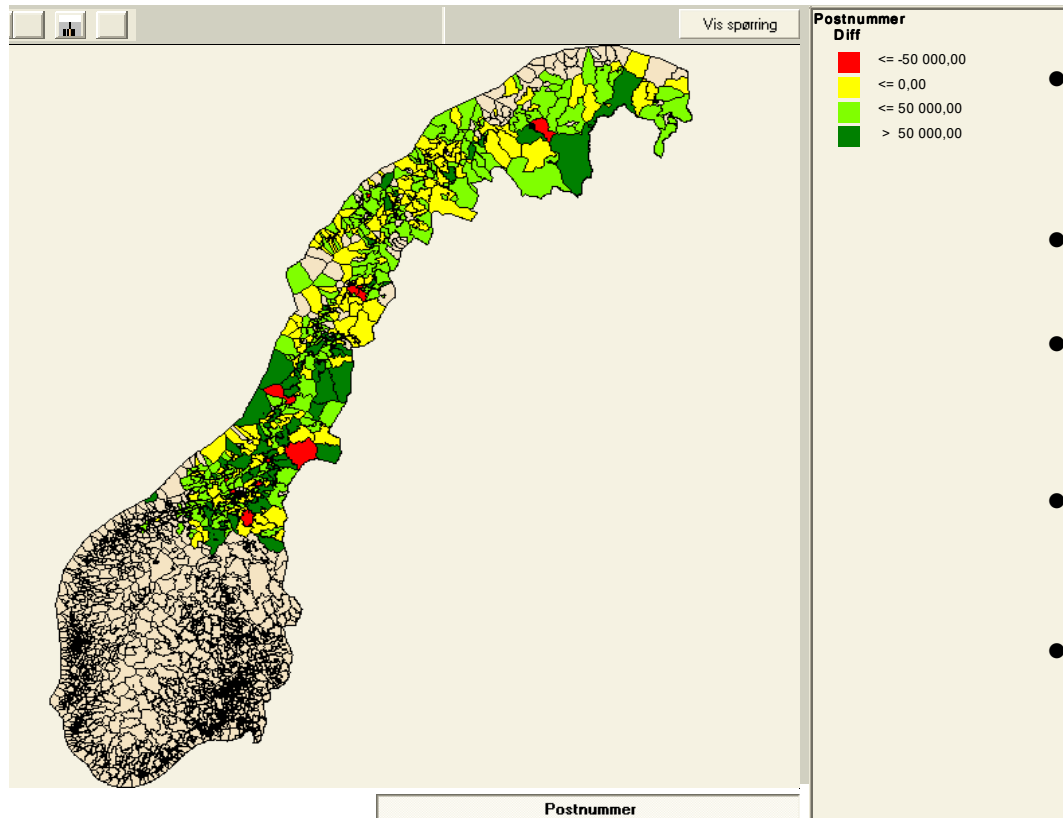 Vis spørring
Postnummer
Diff
<= -50 000,00
<= 0,00
<= 50 000,00
> 50 000,00
Postnummer